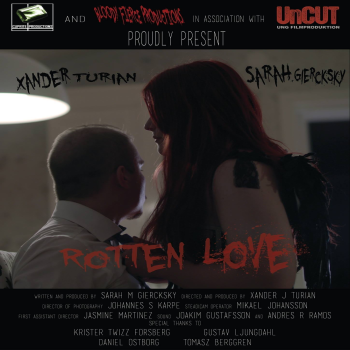 AND BLOODY FLIRTZ PRODUCTIONS IN ASSOCIATION WITH UNCUT
UNG FILMPRODUKTION
PROUDLY PRESENT
XANDER TURIAN
SARAH GIERCKSKY
ROTTEN LOVE
WRITTEN AND PRODUCED BY SARAH M GIERCKSKY DIRECTED AND PRODUCED BY XANDER J TURIAN
DIRECTOR OF PHOTOGRAPHY JOHANNES S KARPE STEADICAM OPERATOR MIKAEL JOHANSSON
FIRST ASSISTANT DIRECTOR JASMINE MARTINEZ SOUND JOAKIM GUSTAFSSON AND ANDRES R RAMOS
SPECIAL THANKS TO
KRISTER TWIZZ FORSBERG GUSTAV LJUNGDAHL
DANIEL OSTBORG TOMASZ BERGGREN